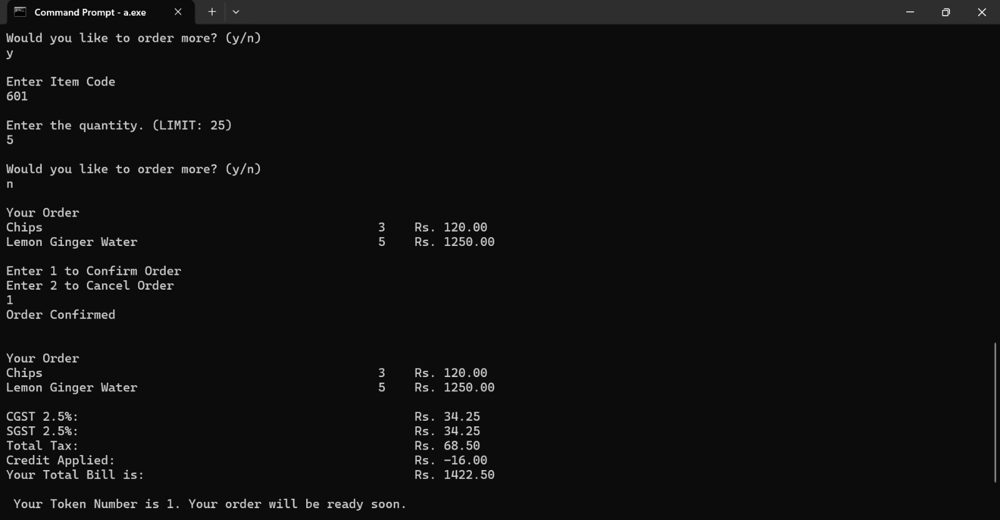 Command Prompt - a.exe
Would you like to order more? (y/n)
y
Enter Item Code
601
Enter the quantity. (LIMIT: 25)
5
Would you like to order more? (y/n)
n
Your Order
Chips 3 Rs. 120.00
Lemon Ginger Water 5 Rs. 1250.00
Enter 1 to Confirm Order
Enter 2 to Cancel Order
1
Order Confirmed
Your Order
Chips 3 Rs. 120.00
Lemon Ginger Water 5 Rs. 1250.00
CGST 2.5%: Rs. 34.25
SGST 2.5%: Rs. 34.25
Total Tax: Rs. 68.50
Credit Applied: Rs. -16.00
Your Total Bill is: Rs. 1422.50
Your Token Number is 1. Your order will be ready soon.